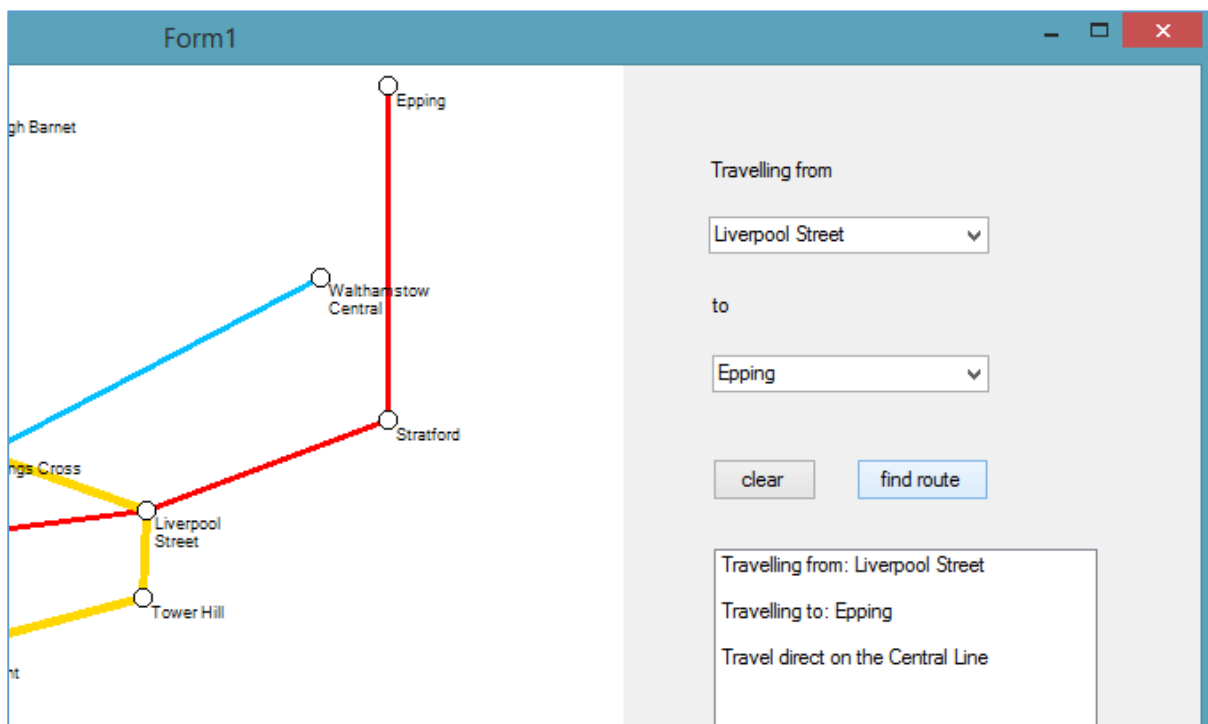 Form1
Epping
gh Barnet
Travelling from
Liverpool Street
Walthamstow
Central
to
Epping
Stratford
ngs Cross
clear
find route
Liverpool
Street
Tower Hill
nt
Travelling from: Liverpool Street
Travelling to: Epping
Travel direct on the Central Line